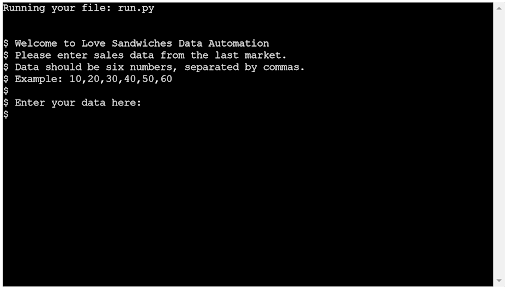 Running your file: run.py
$ Welcome to Love Sandwiches Data Automation
$ Please enter sales data from the last market.
$ Data should be six numbers, separated by commas.
$ Example: 10,20,30,40,50,60
$
$ Enter your data here:
$